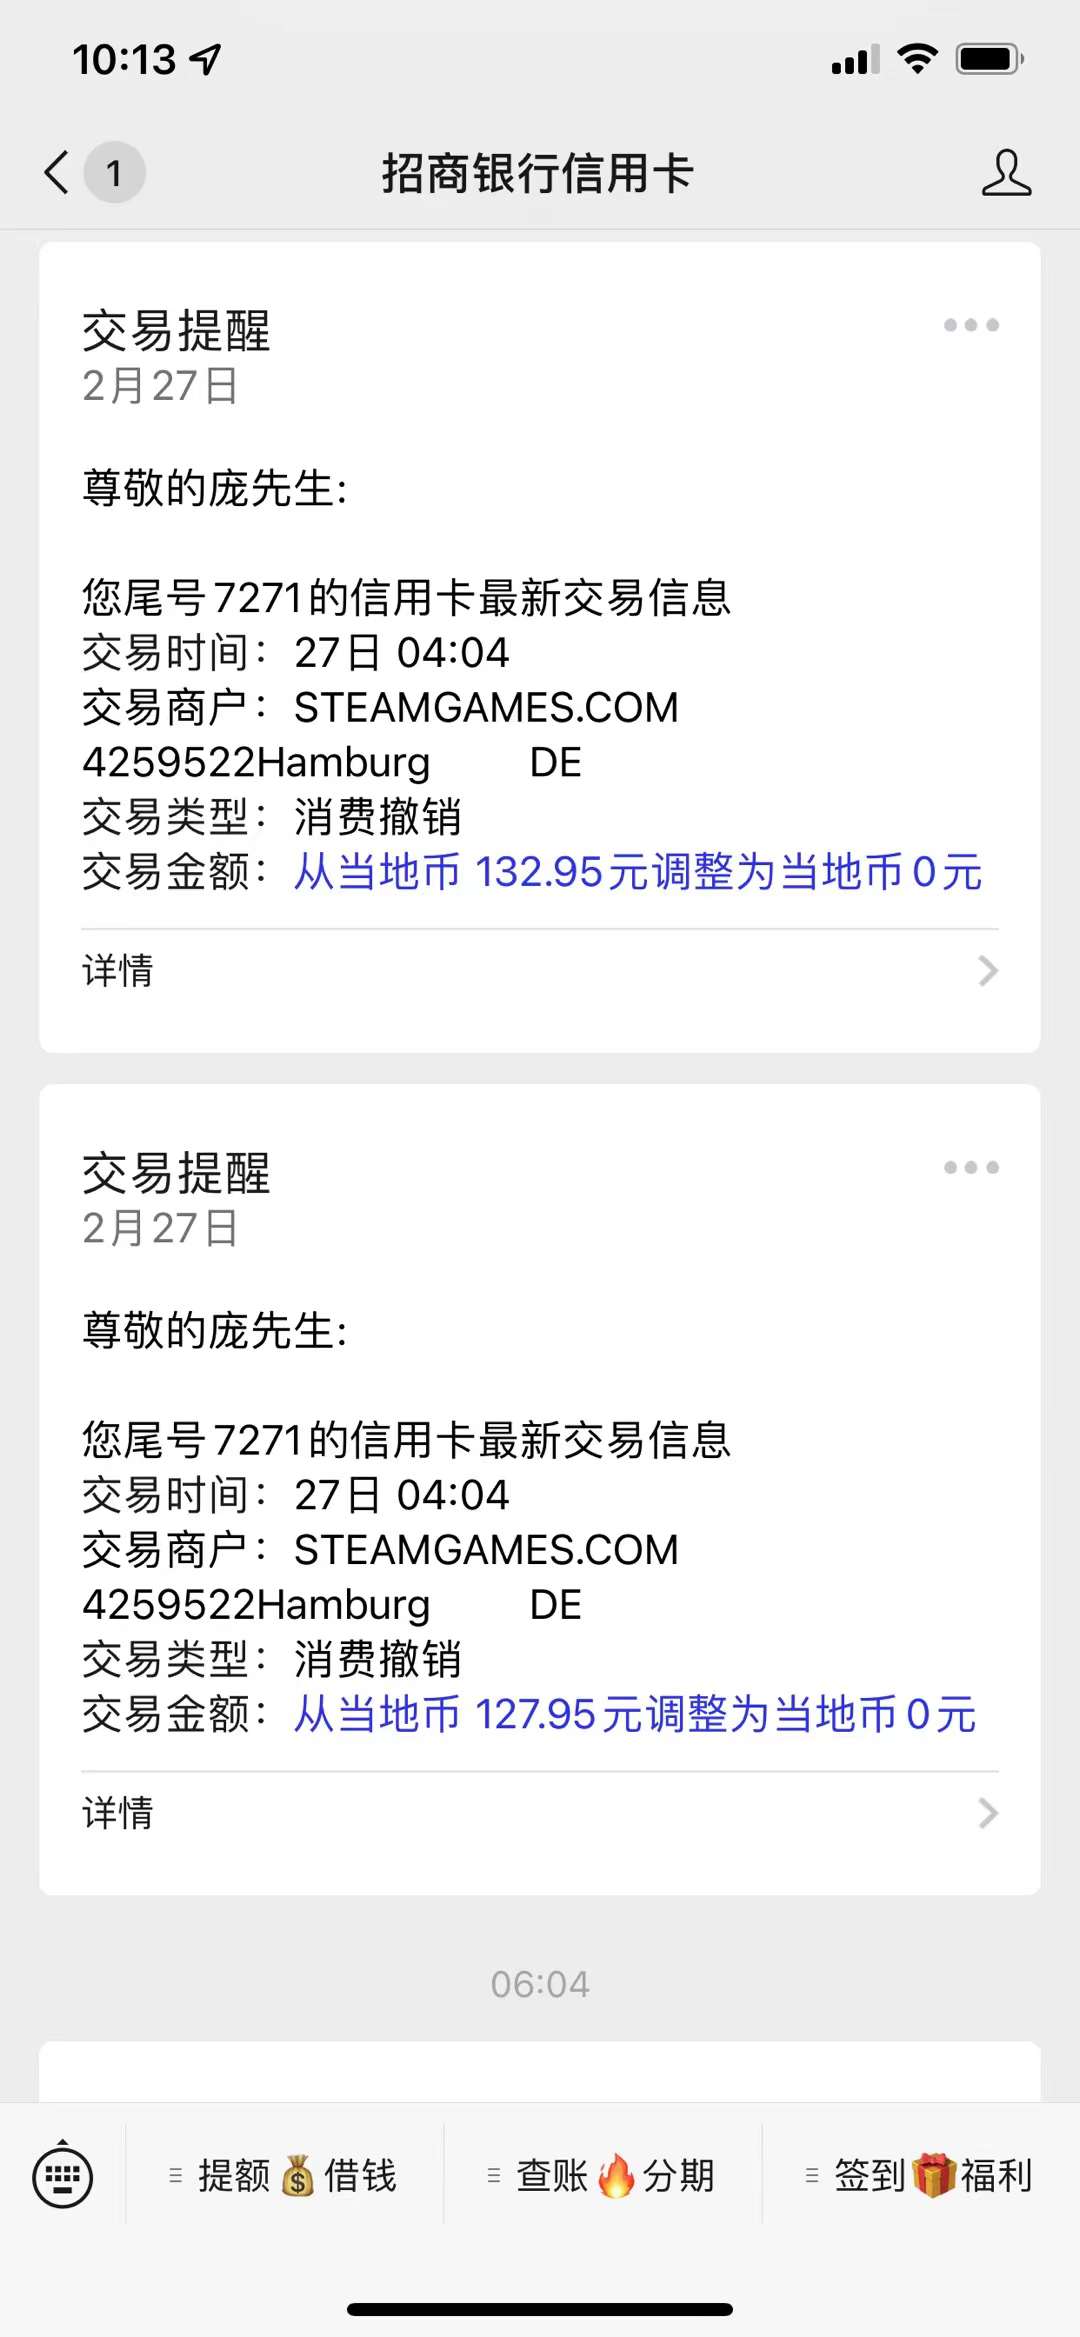 10:13
1
招商银行信用卡
交易提醒
2月27日
尊敬的庞先生:
您尾号7271的信用卡最新交易信息
交易时间：27日 04:04
交易商户：STEAMGAMES.COM
4259522Hamburg DE
交易类型：消费撤销
交易金额：从当地币 132.95元调整为当地币0元
详情
交易提醒
2月27日
尊敬的庞先生:
您尾号7271的信用卡最新交易信息
交易时间：27日 04:04
交易商户：STEAMGAMES.COM
4259522Hamburg DE
交易类型：消费撤销
交易金额：从当地币 127.95元调整为当地币0元
详情
06:04
提额💰借钱
查账🔥分期
签到🎁福利